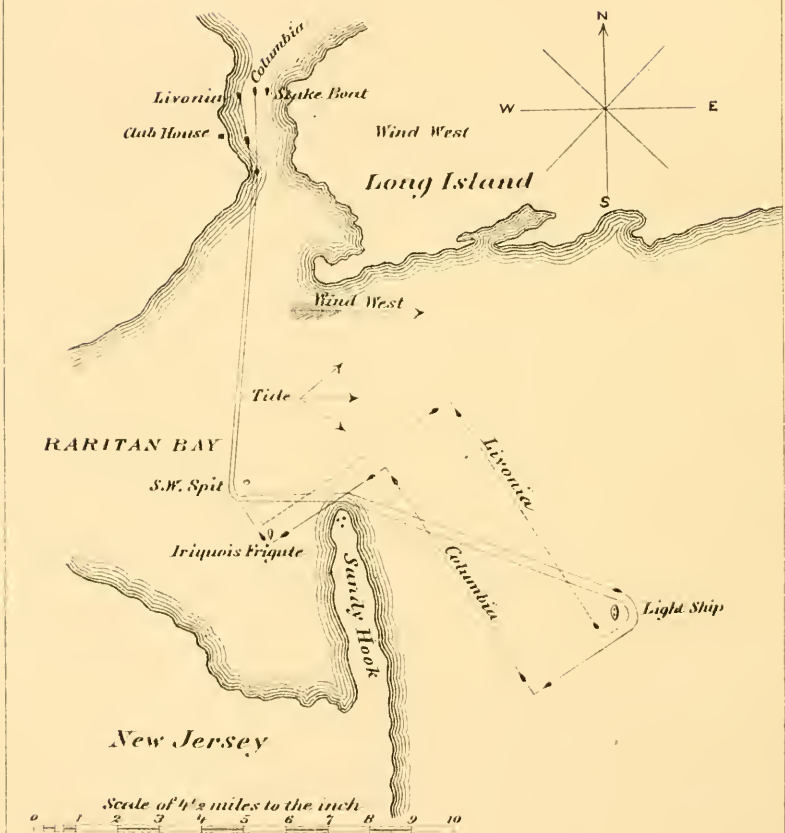 Columbia
N
Livonia
Stake Boat
Club House
Wind West
W
E
Long Island
S
Wind West
Tide
RARITAN BAY
Livonia
S.W. Spit
Iriquois Frigate
Columbia
Sandy Hook
Light Ship
New Jersey
Scale of 4½ miles to the inch
0 1 2 3 4 5 6 7 8 9 10